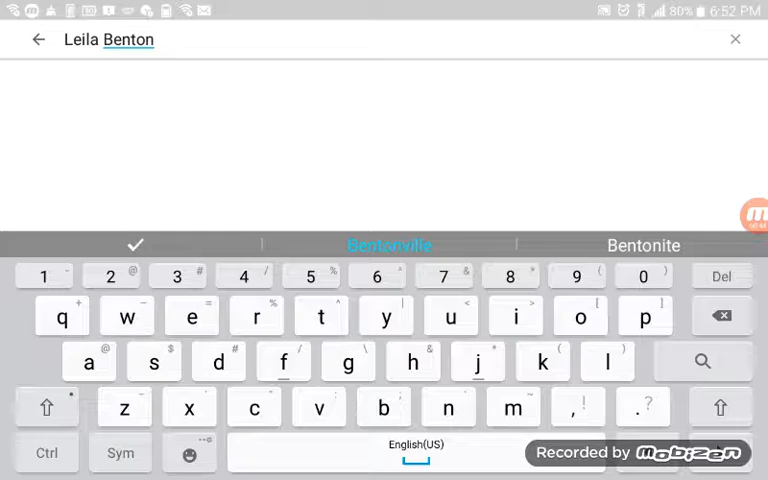 80% 6:52 PM
Leila Benton
Bentonville Bentonite
1 2 @ 3 # 4 / 5 % 6 ^ 7 & 8 * 9 ( 0 ) Del
q + w - e = r % t ^ y | u < i > o [ p ]
a @ s $ d # f / g \ h & j * k ( l )
z x c v b n m , ! . ?
Ctrl Sym English(US)
Recorded by mobizen